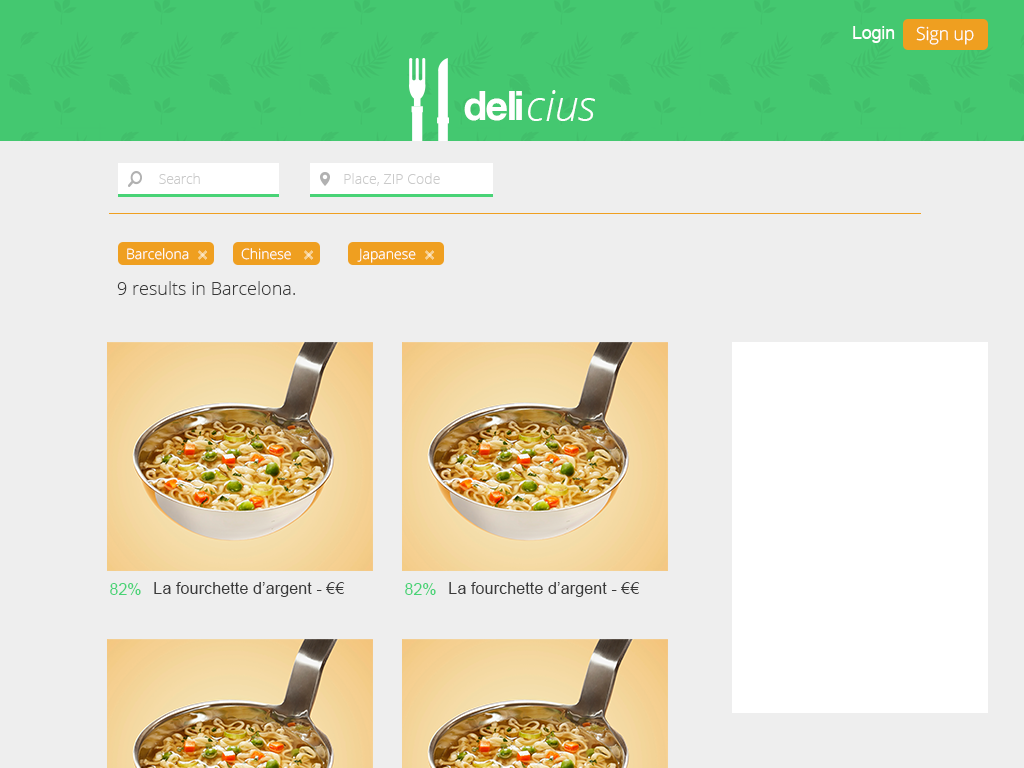 Login Sign up
delicius
Search Place, ZIP Code
Barcelona × Chinese × Japanese ×
9 results in Barcelona.
82% La fourchette d’argent - €€ 82% La fourchette d’argent - €€